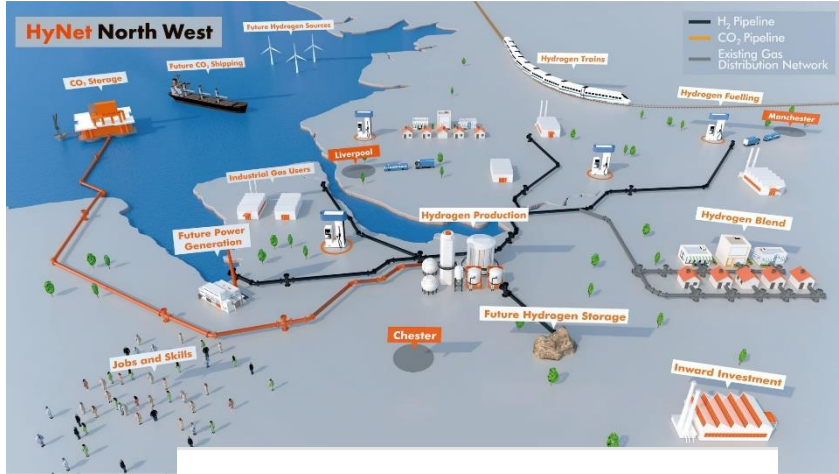 HyNet North West
Future Hydrogen Sources
H₂ Pipeline
CO₂ Pipeline
Existing Gas
Distribution Network
CO₂ Storage
Future CO₂ Shipping
Hydrogen Trains
Hydrogen Fuelling
Manchester
Liverpool
Industrial Gas Users
Hydrogen Production
Hydrogen Blend
Future Power
Generation
Future Hydrogen Storage
Chester
Jobs and Skills
Inward Investment